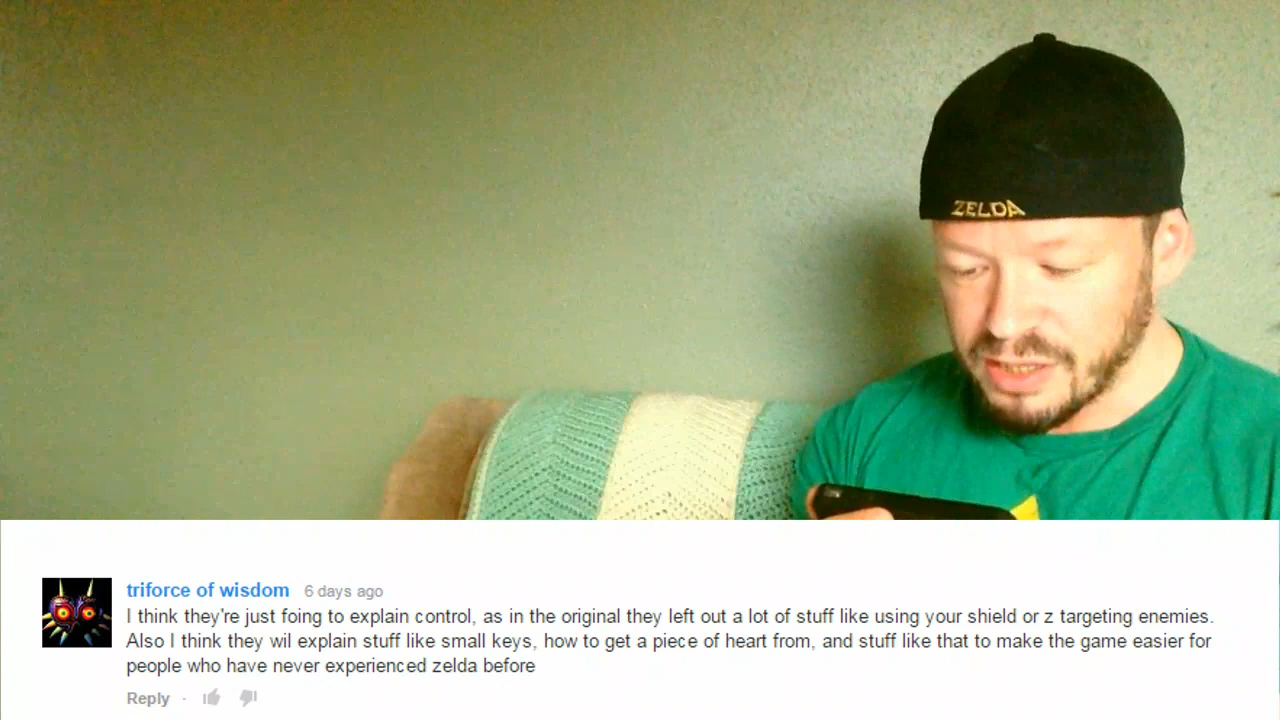 ZELDA
triforce of wisdom 6 days ago
I think they're just foing to explain control, as in the original they left out a lot of stuff like using your shield or z targeting enemies.
Also I think they wil explain stuff like small keys, how to get a piece of heart from, and stuff like that to make the game easier for
people who have never experienced zelda before
Reply ·